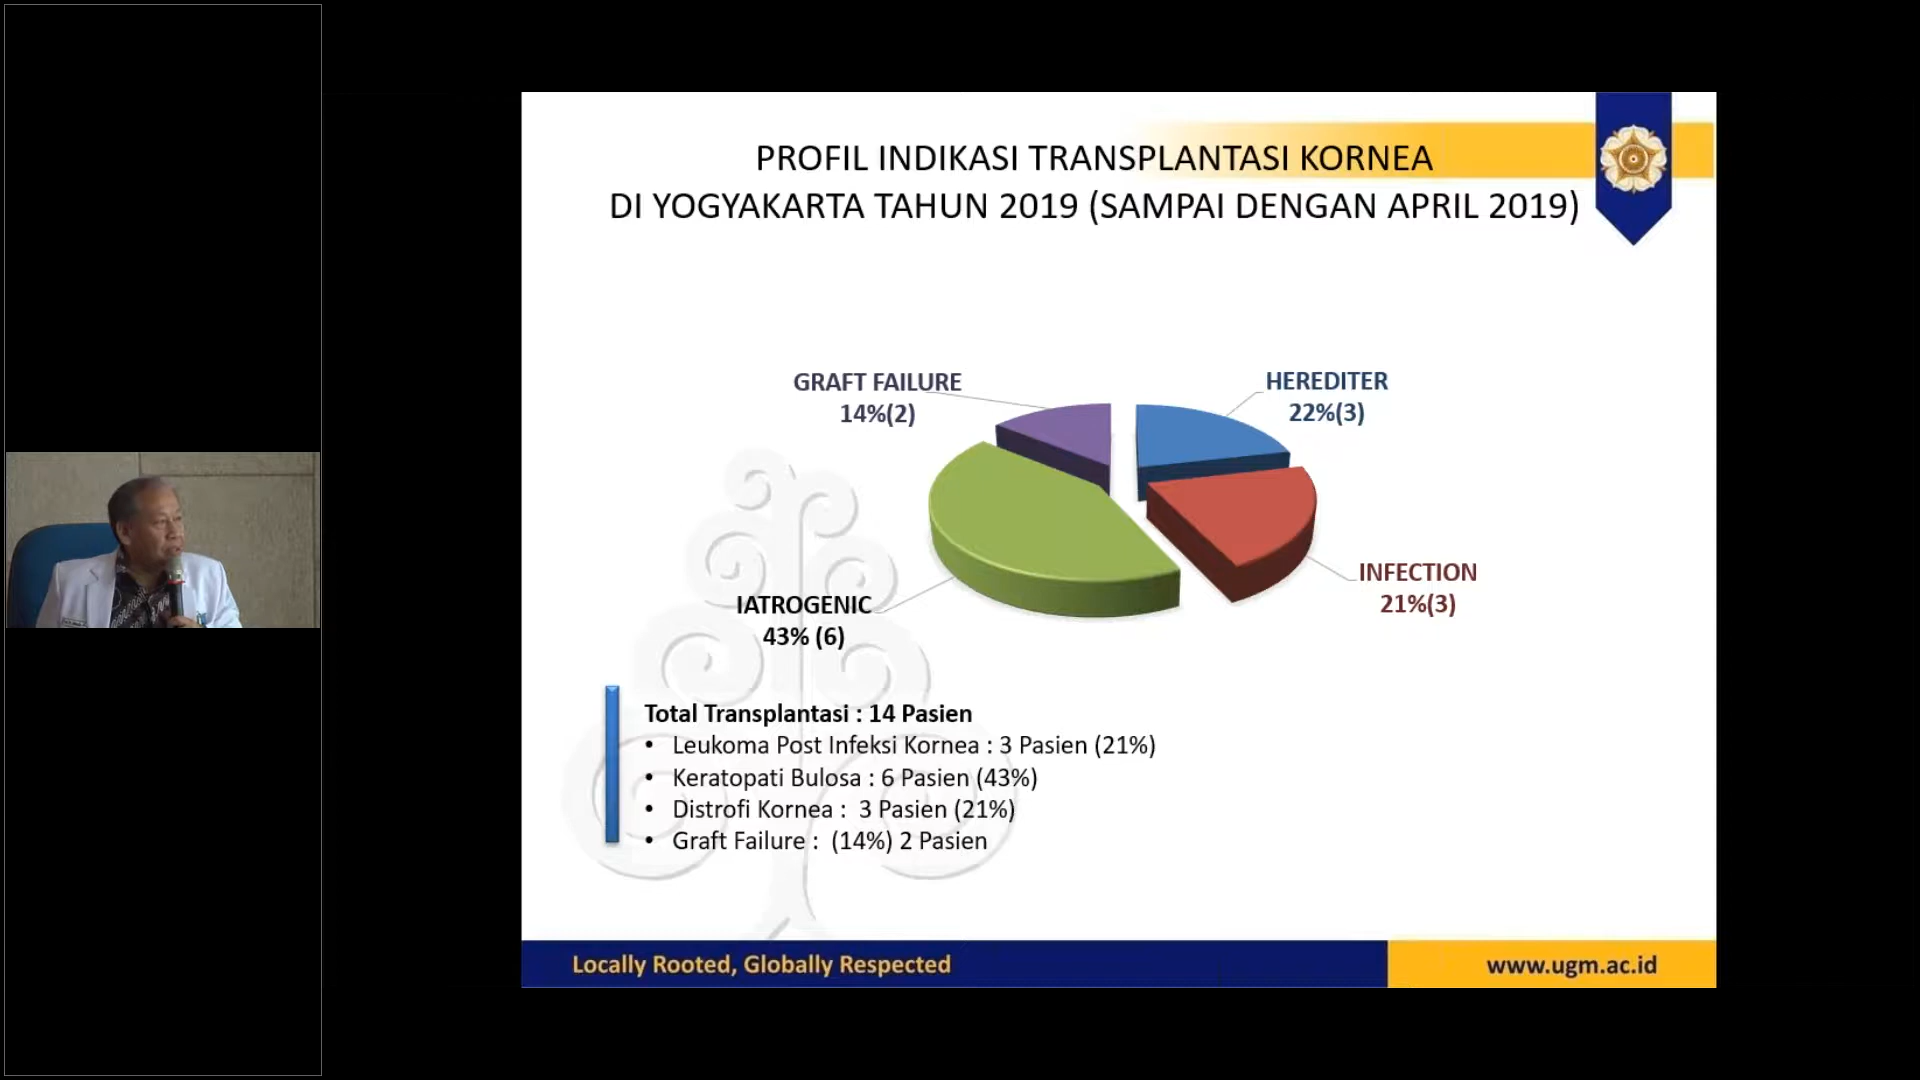 PROFIL INDIKASI TRANSPLANTASI KORNEA
DI YOGYAKARTA TAHUN 2019 (SAMPAI DENGAN APRIL 2019)
GRAFT FAILURE
14%(2)
HEREDITER
22%(3)
INFECTION
21%(3)
IATROGENIC
43% (6)
Total Transplantasi : 14 Pasien
• Leukoma Post Infeksi Kornea : 3 Pasien (21%)
• Keratopati Bulosa : 6 Pasien (43%)
• Distrofi Kornea : 3 Pasien (21%)
• Graft Failure : (14%) 2 Pasien
Locally Rooted, Globally Respected
www.ugm.ac.id